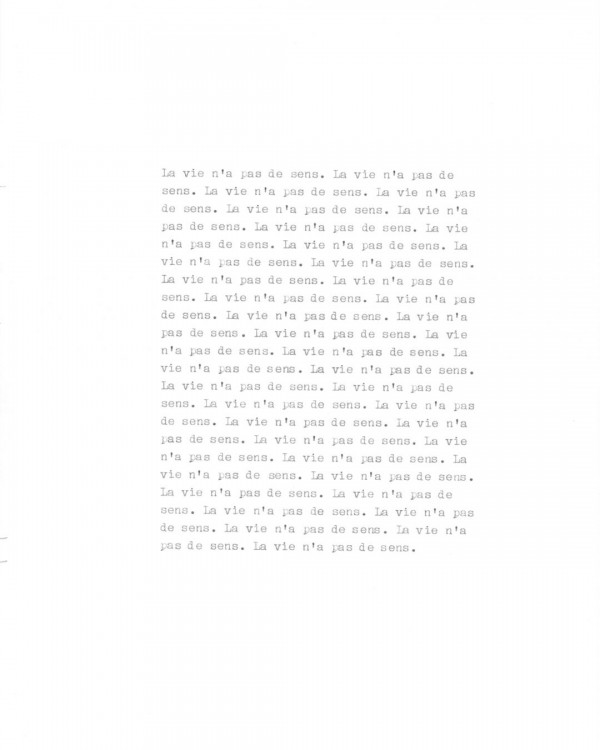 La vie n'a pas de sens. La vie n'a pas de
sens. La vie n'a pas de sens. La vie n'a pas
de sens. La vie n'a pas de sens. La vie n'a
pas de sens. La vie n'a pas de sens. La vie
n'a pas de sens. La vie n'a pas de sens. La
vie n'a pas de sens. La vie n'a pas de sens.
La vie n'a pas de sens. La vie n'a pas de
sens. La vie n'a pas de sens. La vie n'a pas
de sens. La vie n'a pas de sens. La vie n'a
pas de sens. La vie n'a pas de sens. La vie
n'a pas de sens. La vie n'a pas de sens. La
vie n'a pas de sens. La vie n'a pas de sens.
La vie n'a pas de sens. La vie n'a pas de
sens. La vie n'a pas de sens. La vie n'a pas
de sens. La vie n'a pas de sens. La vie n'a
pas de sens. La vie n'a pas de sens. La vie
n'a pas de sens. La vie n'a pas de sens. La
vie n'a pas de sens. La vie n'a pas de sens.
La vie n'a pas de sens. La vie n'a pas de
sens. La vie n'a pas de sens. La vie n'a pas
de sens. La vie n'a pas de sens. La vie n'a
pas de sens. La vie n'a pas de sens.